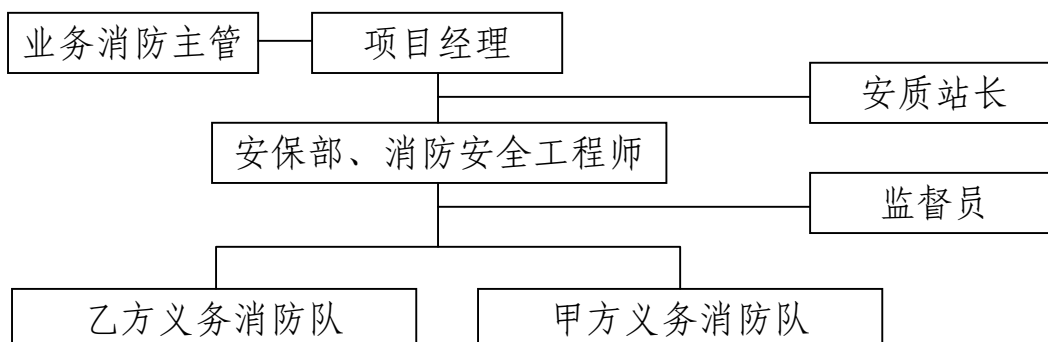 业务消防主管
项目经理
安质站长
安保部、消防安全工程师
监督员
乙方义务消防队
甲方义务消防队